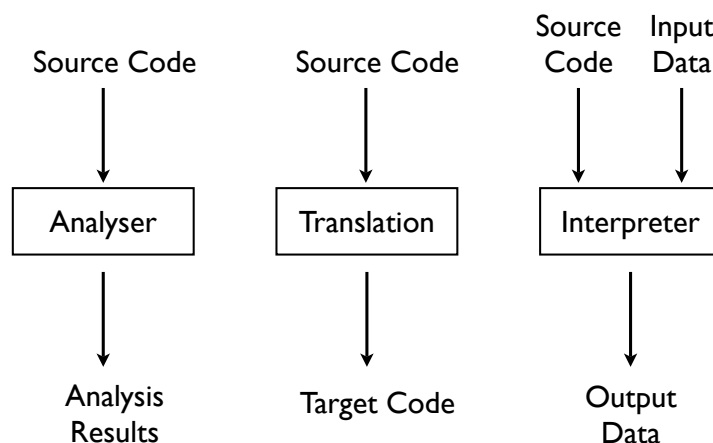 Source Code
Analyser
Analysis
Results
Source Code
Translation
Target Code
Source
Code
Input
Data
Interpreter
Output
Data